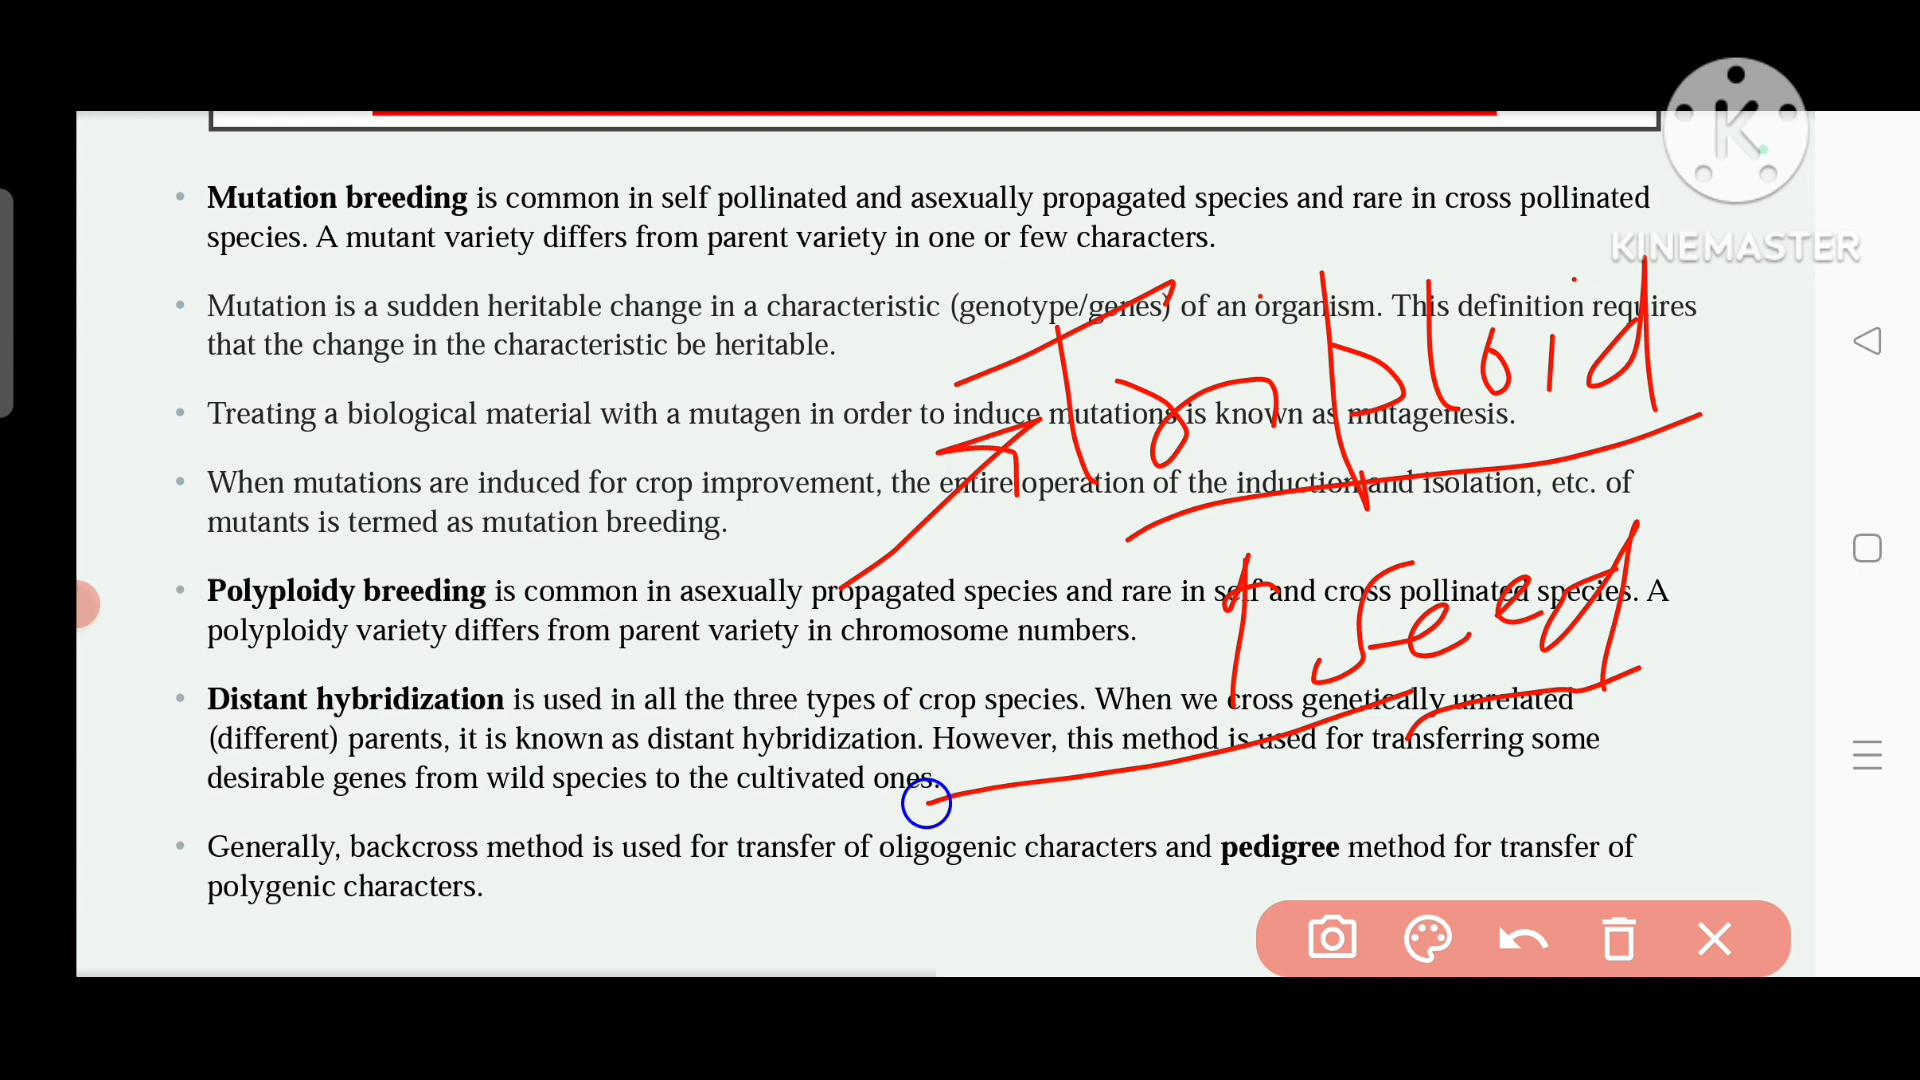 KINEMASTER
• Mutation breeding is common in self pollinated and asexually propagated species and rare in cross pollinated
species. A mutant variety differs from parent variety in one or few characters.
• Mutation is a sudden heritable change in a characteristic (genotype/genes) of an organism. This definition requires
that the change in the characteristic be heritable.
• Treating a biological material with a mutagen in order to induce mutations is known as mutagenesis.
• When mutations are induced for crop improvement, the entire operation of the induction and isolation, etc. of
mutants is termed as mutation breeding.
• Polyploidy breeding is common in asexually propagated species and rare in self and cross pollinated species. A
polyploidy variety differs from parent variety in chromosome numbers.
• Distant hybridization is used in all the three types of crop species. When we cross genetically unrelated
(different) parents, it is known as distant hybridization. However, this method is used for transferring some
desirable genes from wild species to the cultivated ones.
• Generally, backcross method is used for transfer of oligogenic characters and pedigree method for transfer of
polygenic characters.
Seed